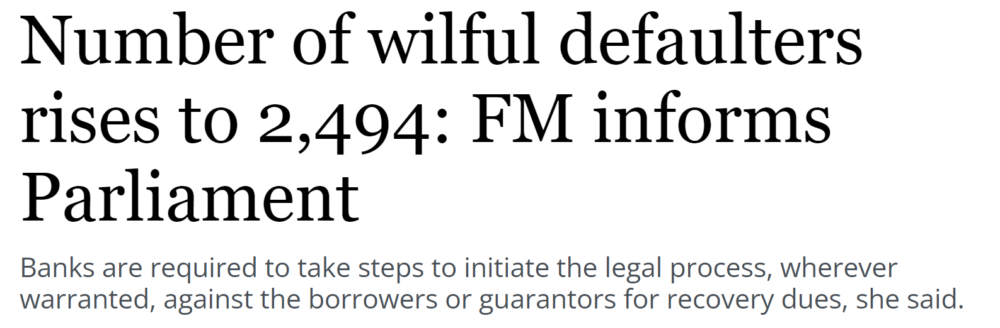 Number of wilful defaulters
rises to 2,494: FM informs
Parliament
Banks are required to take steps to initiate the legal process, wherever
warranted, against the borrowers or guarantors for recovery dues, she said.